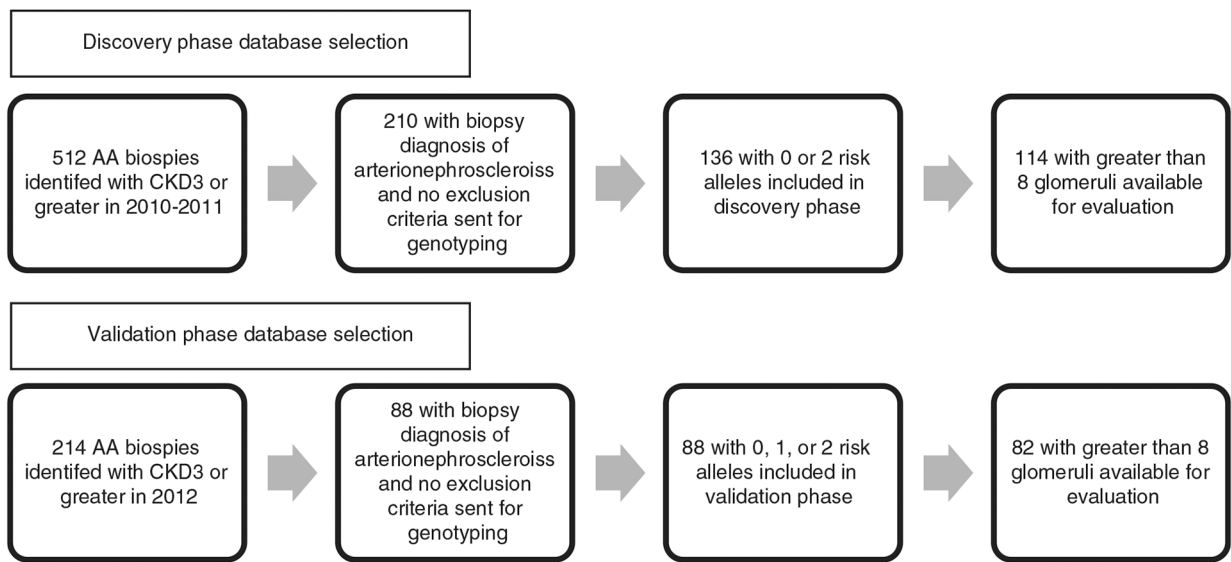 Discovery phase database selection
512 AA biospies
identifed with CKD3 or
greater in 2010-2011
210 with biopsy
diagnosis of
arterionephroscleroiss
and no exclusion
criteria sent for
genotyping
136 with 0 or 2 risk
alleles included in
discovery phase
114 with greater than
8 glomeruli available
for evaluation
Validation phase database selection
214 AA biospies
identifed with CKD3 or
greater in 2012
88 with biopsy
diagnosis of
arterionephroscleroiss
and no exclusion
criteria sent for
genotyping
88 with 0, 1, or 2 risk
alleles included in
validation phase
82 with greater than 8
glomeruli available for
evaluation